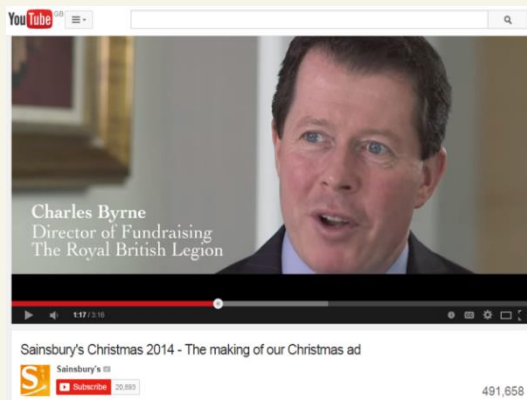 YouTube GB
Charles Byrne
Director of Fundraising
The Royal British Legion
1:17 / 3:16
Sainsbury's Christmas 2014 - The making of our Christmas ad
S
Sainsbury's
Subscribe 20,893
491,658